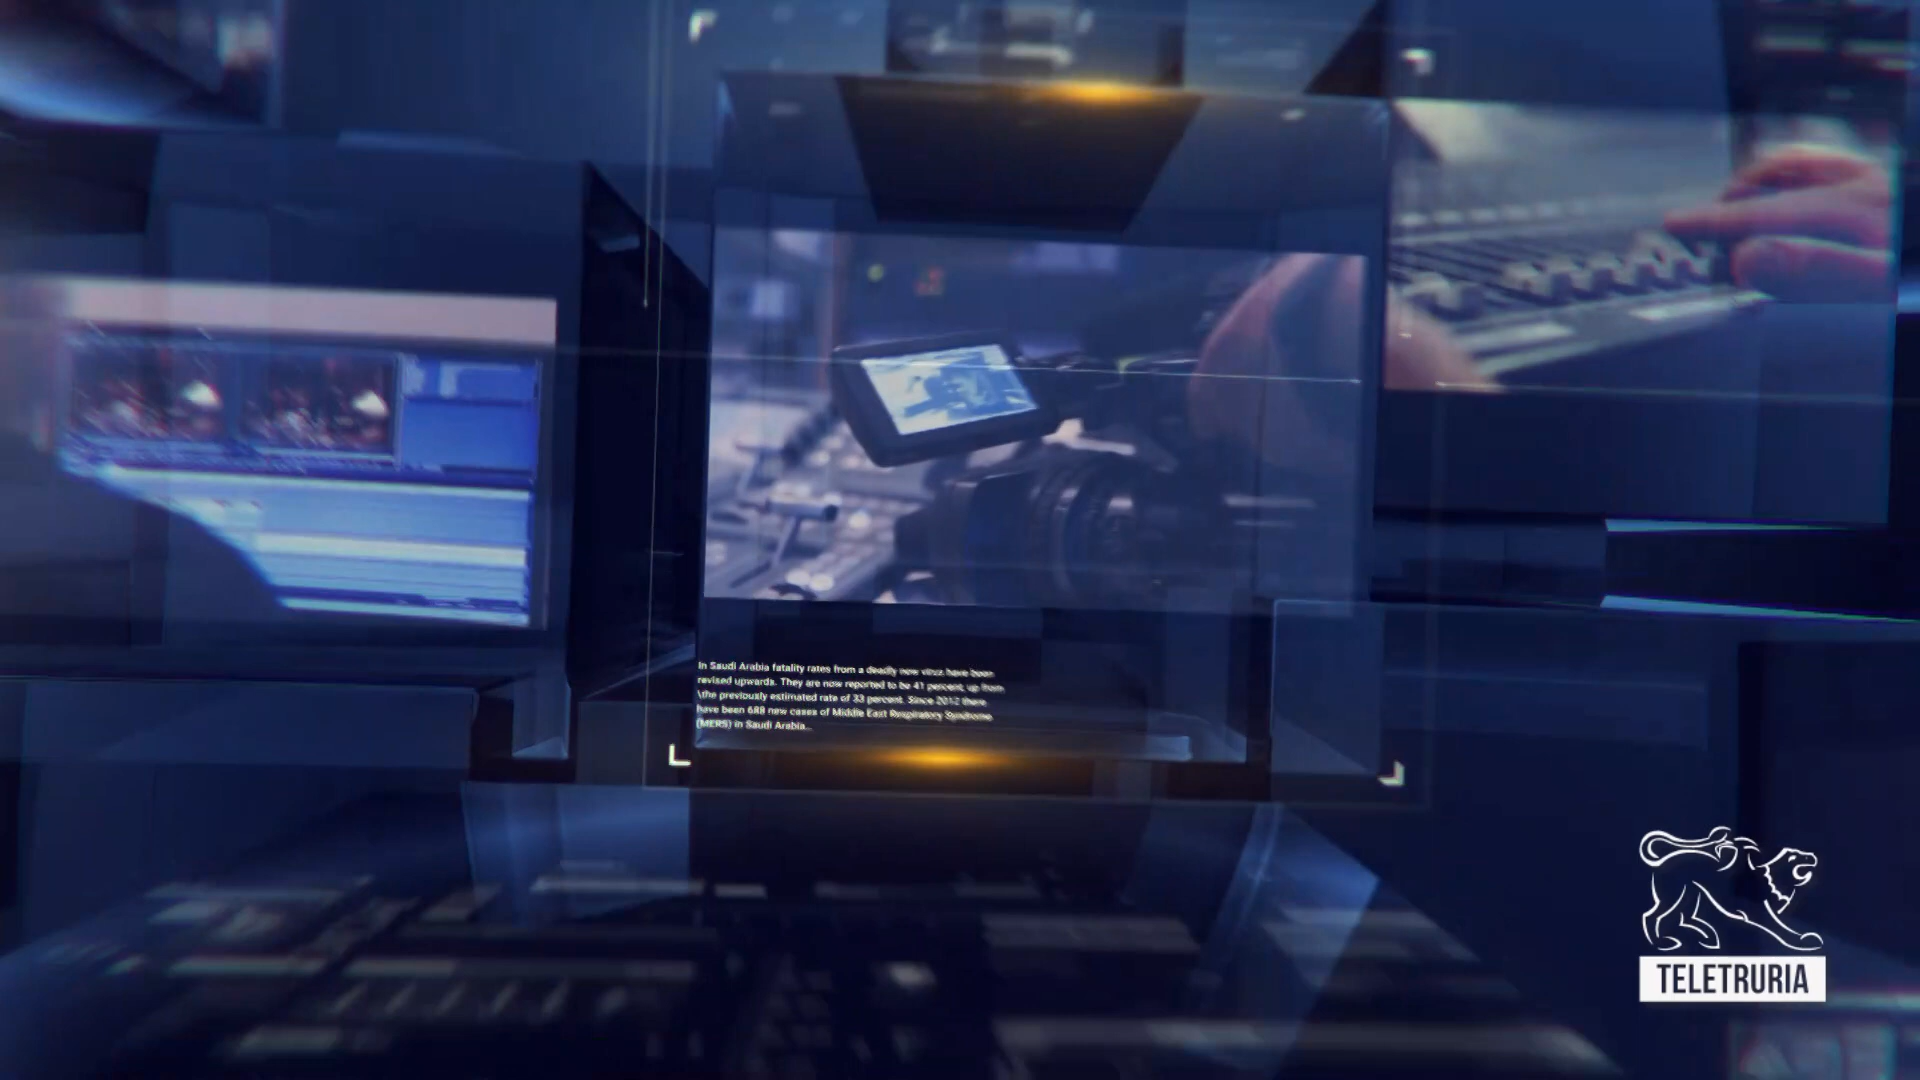 In Saudi Arabia fatality rates from a deadly new virus have been
revised upwards. They are now reported to be 41 percent, up from
\the previously estimated rate of 33 percent. Since 2012 there
have been 688 new cases of Middle East Respiratory Syndrome
(MERS) in Saudi Arabia...
TELETRURIA